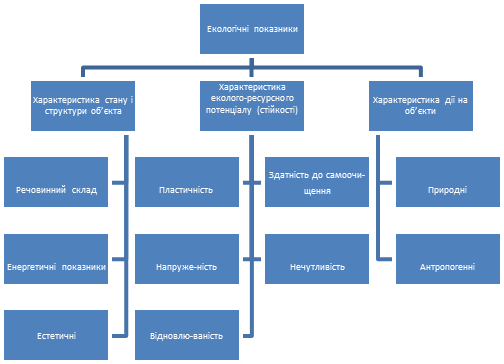 Екологічні показники
Характеристика стану і
структури об’єкта
Характеристика
еколого-ресурсного
потенціалу (стійкості)
Характеристика дії на
об’єкти
Речовинний склад
Пластичність
Здатність до самоочи-
щення
Природні
Енергетичні показники
Напруже-ність
Нечутливість
Антропогенні
Естетичні
Відновлю-ваність